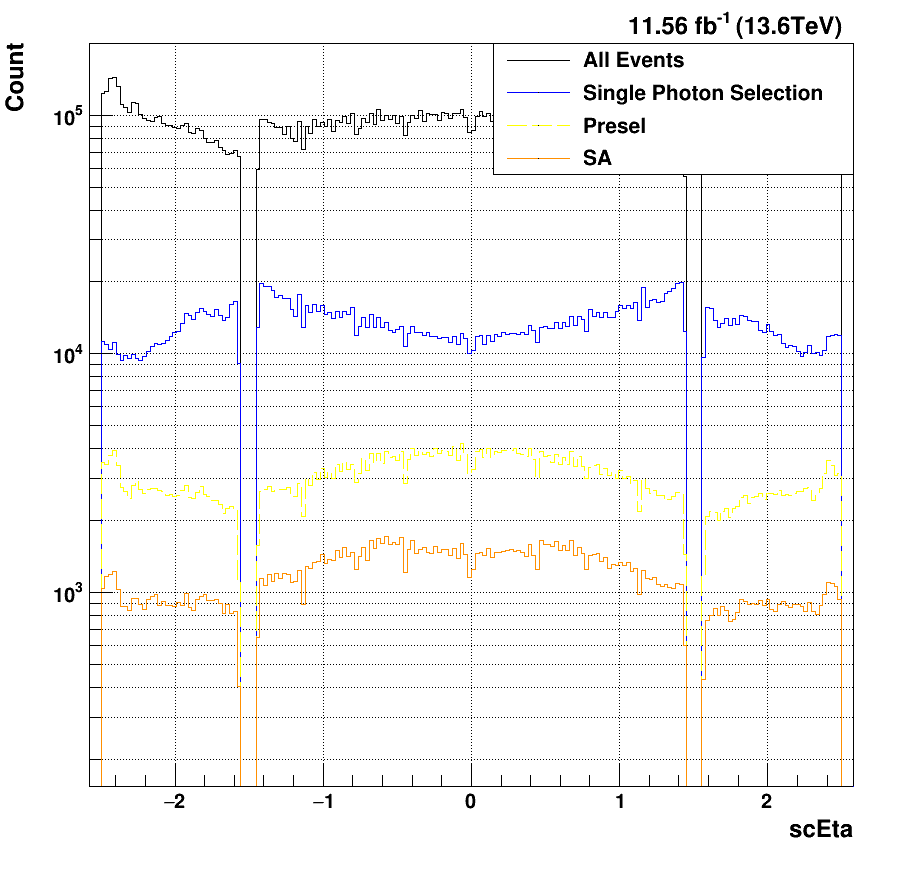 11.56 fb-1 (13.6TeV)
Count
All Events
Single Photon Selection
Presel
SA
10^5
10^4
10^3
−2 −1 0 1 2
scEta